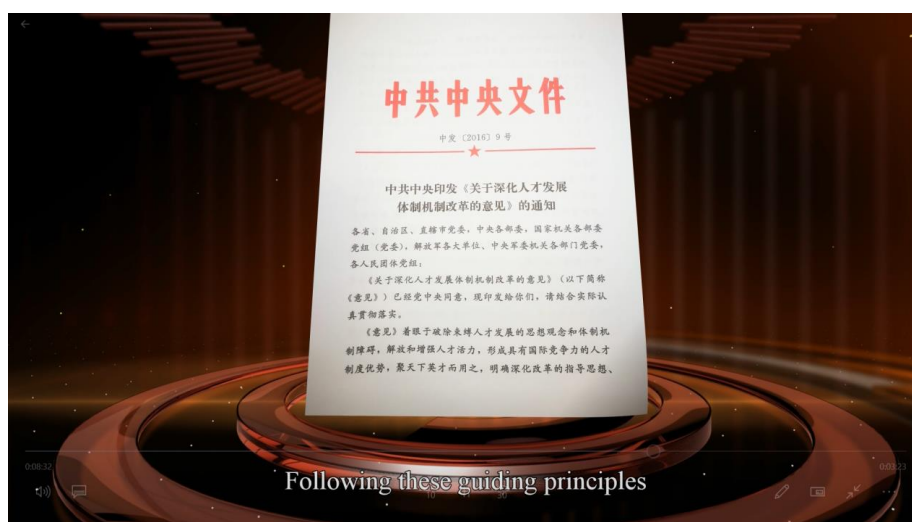 中共中央文件
中发〔2016〕9号
中共中央印发《关于深化人才发展
体制机制改革的意见》的通知
各省、自治区、直辖市党委，中央各部委，国家机关各部委
党组（党委），解放军各大单位、中央军委机关各部门党委，
各人民团体党组：
《关于深化人才发展体制机制改革的意见》（以下简称
《意见》）已经党中央同意，现印发给你们，请结合实际认
真贯彻落实。
《意见》着眼于破除束缚人才发展的思想观念和体制机
制障碍，解放和增强人才活力，形成具有国际竞争力的人才
制度优势，聚天下英才而用之，明确深化改革的指导思想、
0:08:32
0:03:23
10
30
Following these guiding principles